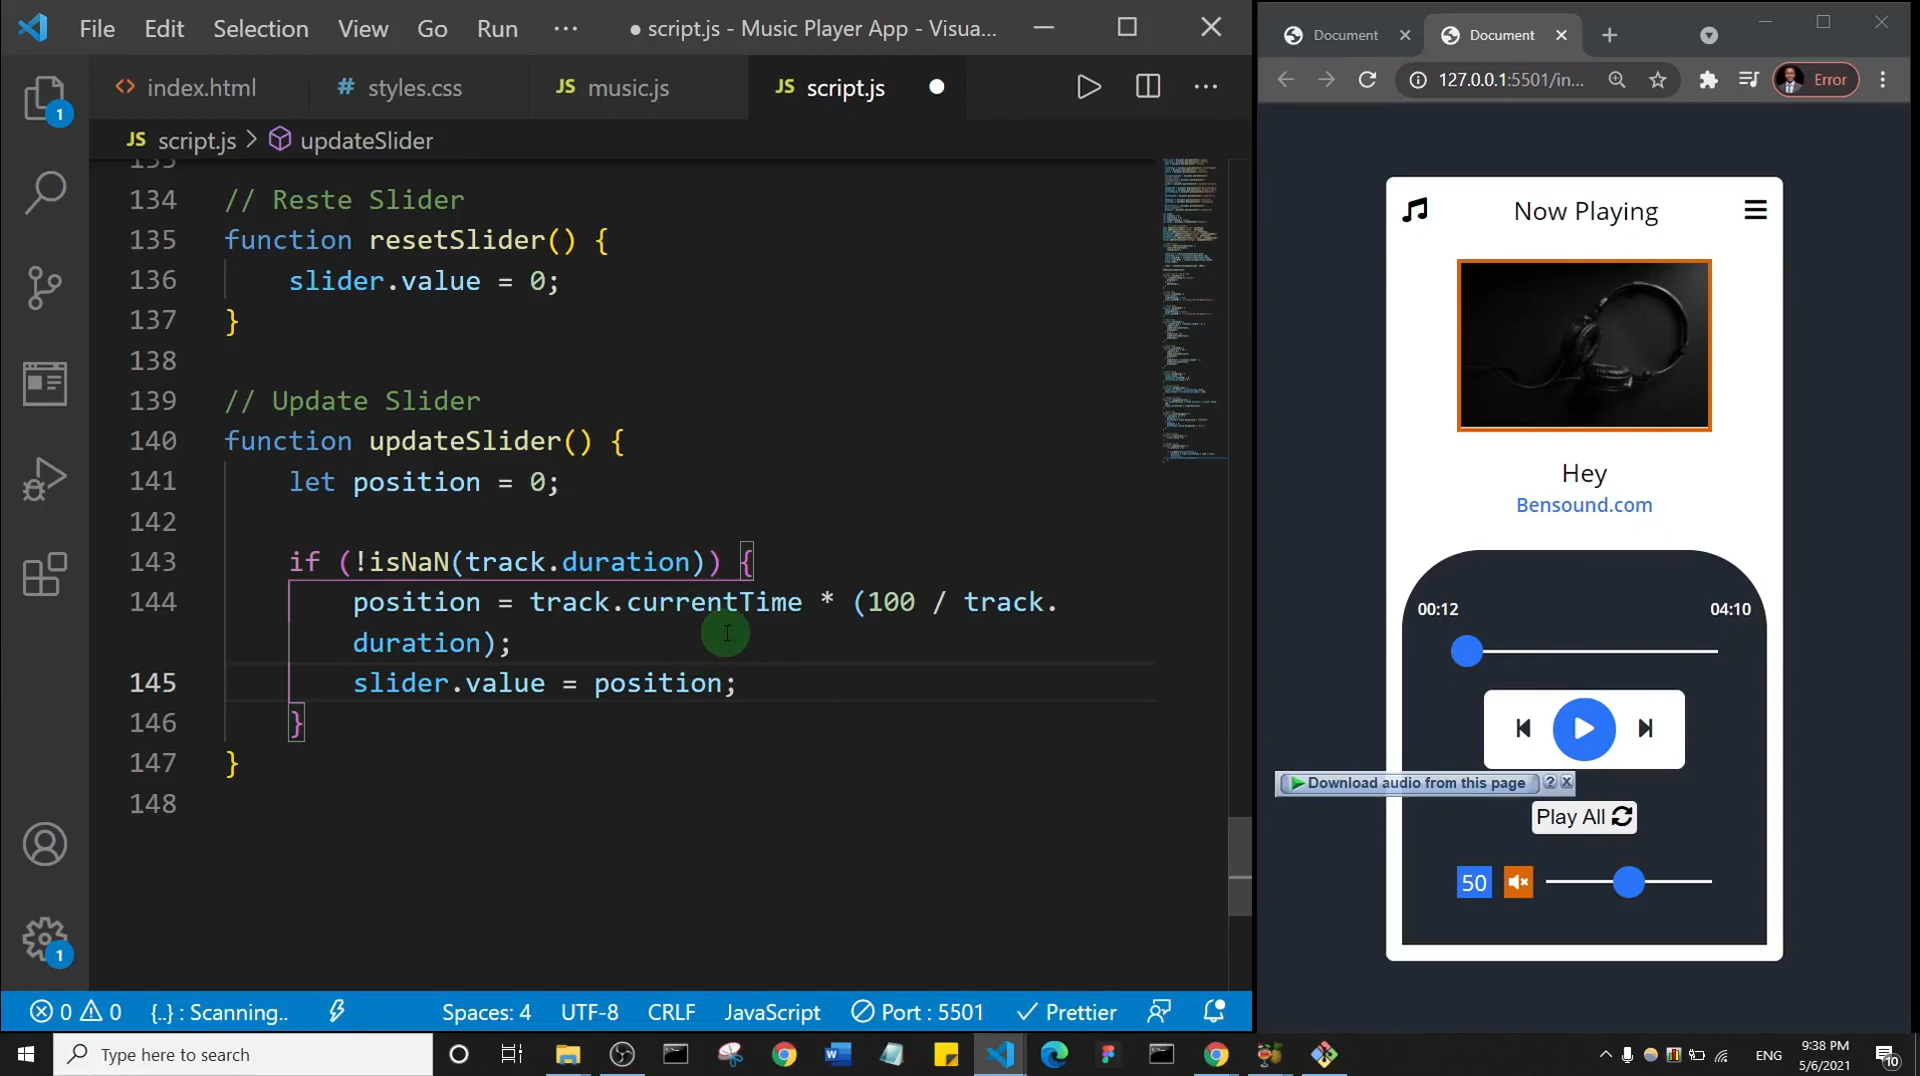 File Edit Selection View Go Run ··· ● script.js - Music Player App - Visua...
index.html styles.css JS music.js JS script.js
JS script.js > updateSlider
133
134 // Reste Slider
135 function resetSlider() {
136 slider.value = 0;
137 }
138
139 // Update Slider
140 function updateSlider() {
141 let position = 0;
142
143 if (!isNaN(track.duration)) {
144 position = track.currentTime * (100 / track.
duration);
145 slider.value = position;
146 }
147 }
148
1
1
0 0 {..} : Scanning.. Spaces: 4 UTF-8 CRLF JavaScript Port : 5501 Prettier
Document Document
127.0.0.1:5501/in... Error
Now Playing
Hey
Bensound.com
00:12 04:10
Download audio from this page ? x
Play All
50
Type here to search
ENG 9:38 PM
5/6/2021
10